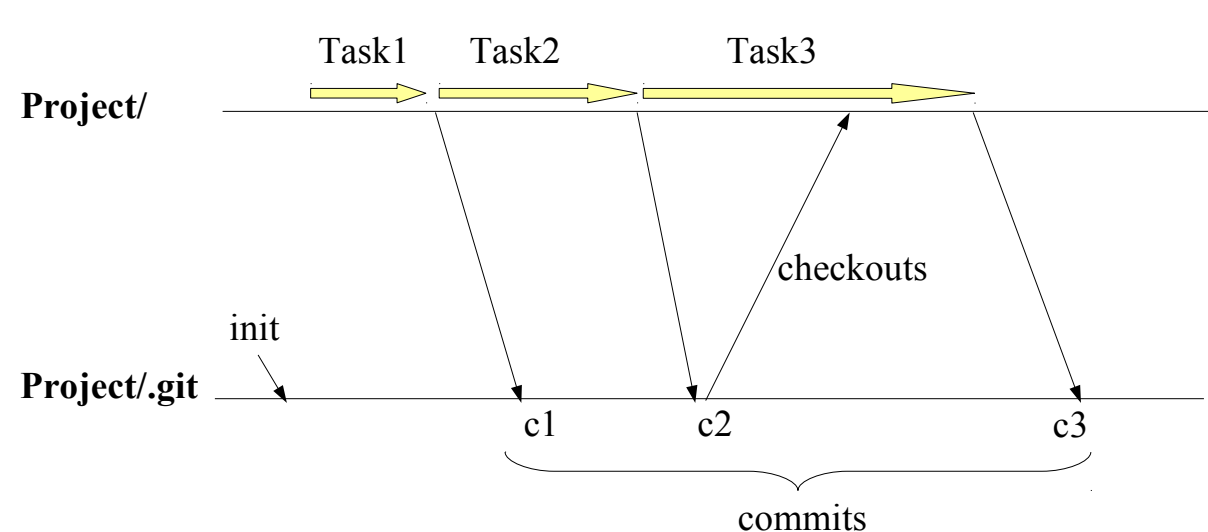 Task1 Task2 Task3
Project/
checkouts
init
Project/.git
c1 c2 c3
commits